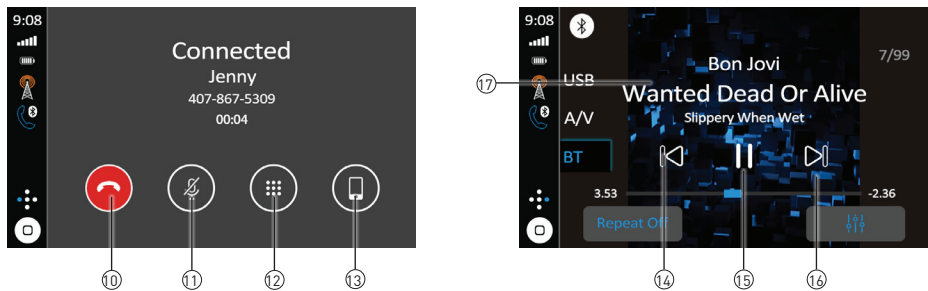 9:08
Connected
Jenny
407-867-5309
00:04
10
11
12
13
9:08
7/99
Bon Jovi
USB
Wanted Dead Or Alive
A/V
Slippery When Wet
BT
3.53
-2.36
Repeat Off
17
14
15
16